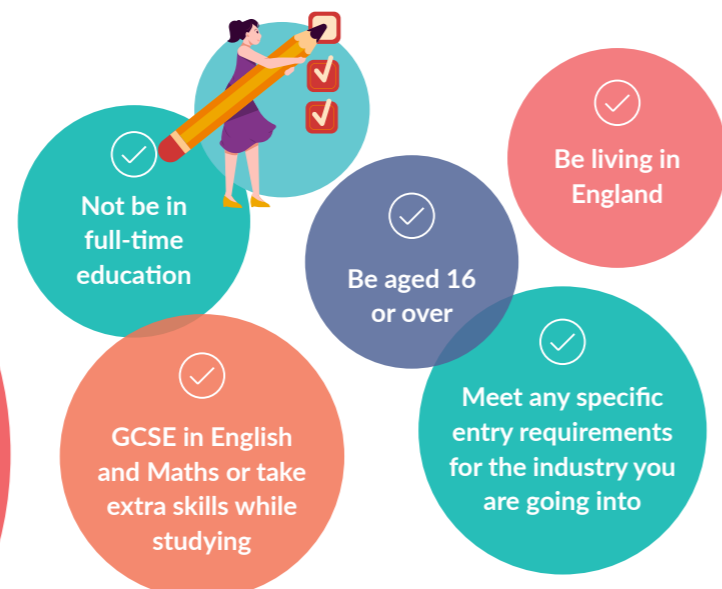 Not be in
full-time
education
Be aged 16
or over
Be living in
England
GCSE in English
and Maths or take
extra skills while
studying
Meet any specific
entry requirements
for the industry you
are going into